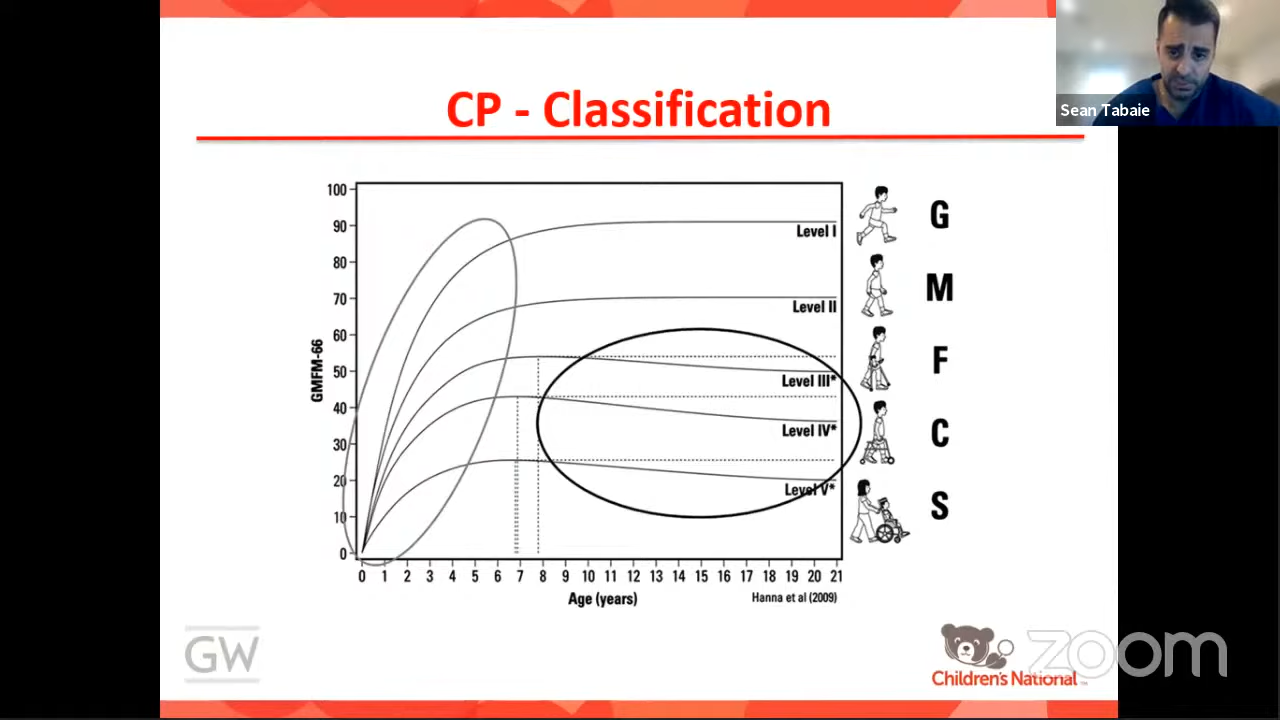 Sean Tabaie
CP - Classification
100
90
80
70
60
50
40
30
20
10
0
GMFM-66
Level I
Level II
Level III*
Level IV*
Level V*
0 1 2 3 4 5 6 7 8 9 10 11 12 13 14 15 16 17 18 19 20 21
Age (years)
Hanna et al (2009)
G
M
F
C
S
GW
Children's National
zoom